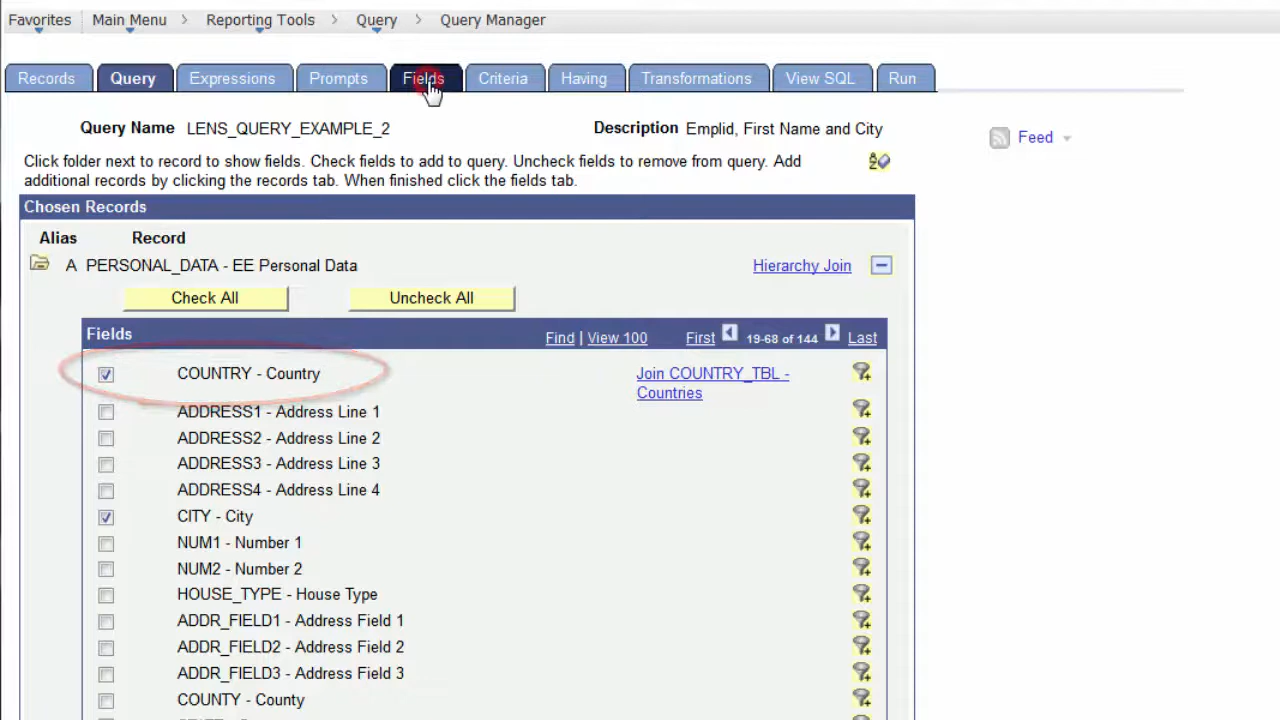 Favorites Main Menu > Reporting Tools > Query > Query Manager
Records Query Expressions Prompts Fields Criteria Having Transformations View SQL Run
Query Name LENS_QUERY_EXAMPLE_2 Description Emplid, First Name and City
Feed
Click folder next to record to show fields. Check fields to add to query. Uncheck fields to remove from query. Add
additional records by clicking the records tab. When finished click the fields tab.
Chosen Records
Alias Record
A PERSONAL_DATA - EE Personal Data Hierarchy Join
Check All Uncheck All
Fields Find | View 100 First 19-68 of 144 Last
COUNTRY - Country Join COUNTRY_TBL -
Countries
ADDRESS1 - Address Line 1
ADDRESS2 - Address Line 2
ADDRESS3 - Address Line 3
ADDRESS4 - Address Line 4
CITY - City
NUM1 - Number 1
NUM2 - Number 2
HOUSE_TYPE - House Type
ADDR_FIELD1 - Address Field 1
ADDR_FIELD2 - Address Field 2
ADDR_FIELD3 - Address Field 3
COUNTY - County